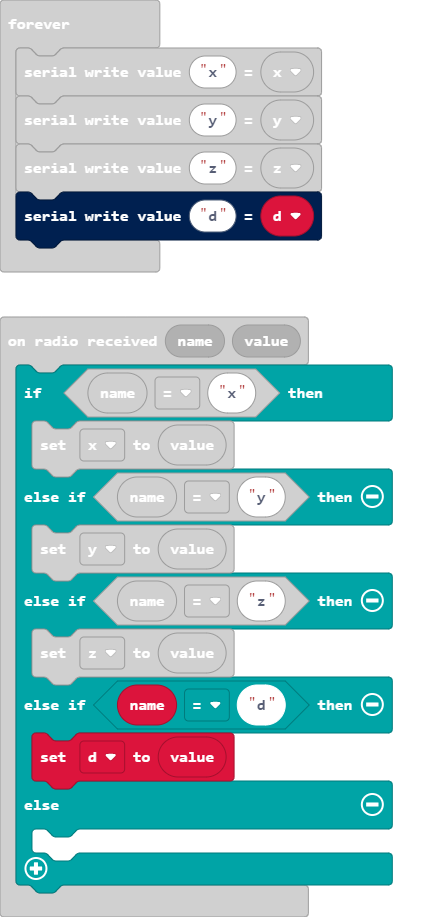 forever
serial write value "x" = x
serial write value "y" = y
serial write value "z" = z
serial write value "d" = d
on radio received name value
if name = "x" then
set x to value
else if name = "y" then
set y to value
else if name = "z" then
set z to value
else if name = "d" then
set d to value
else